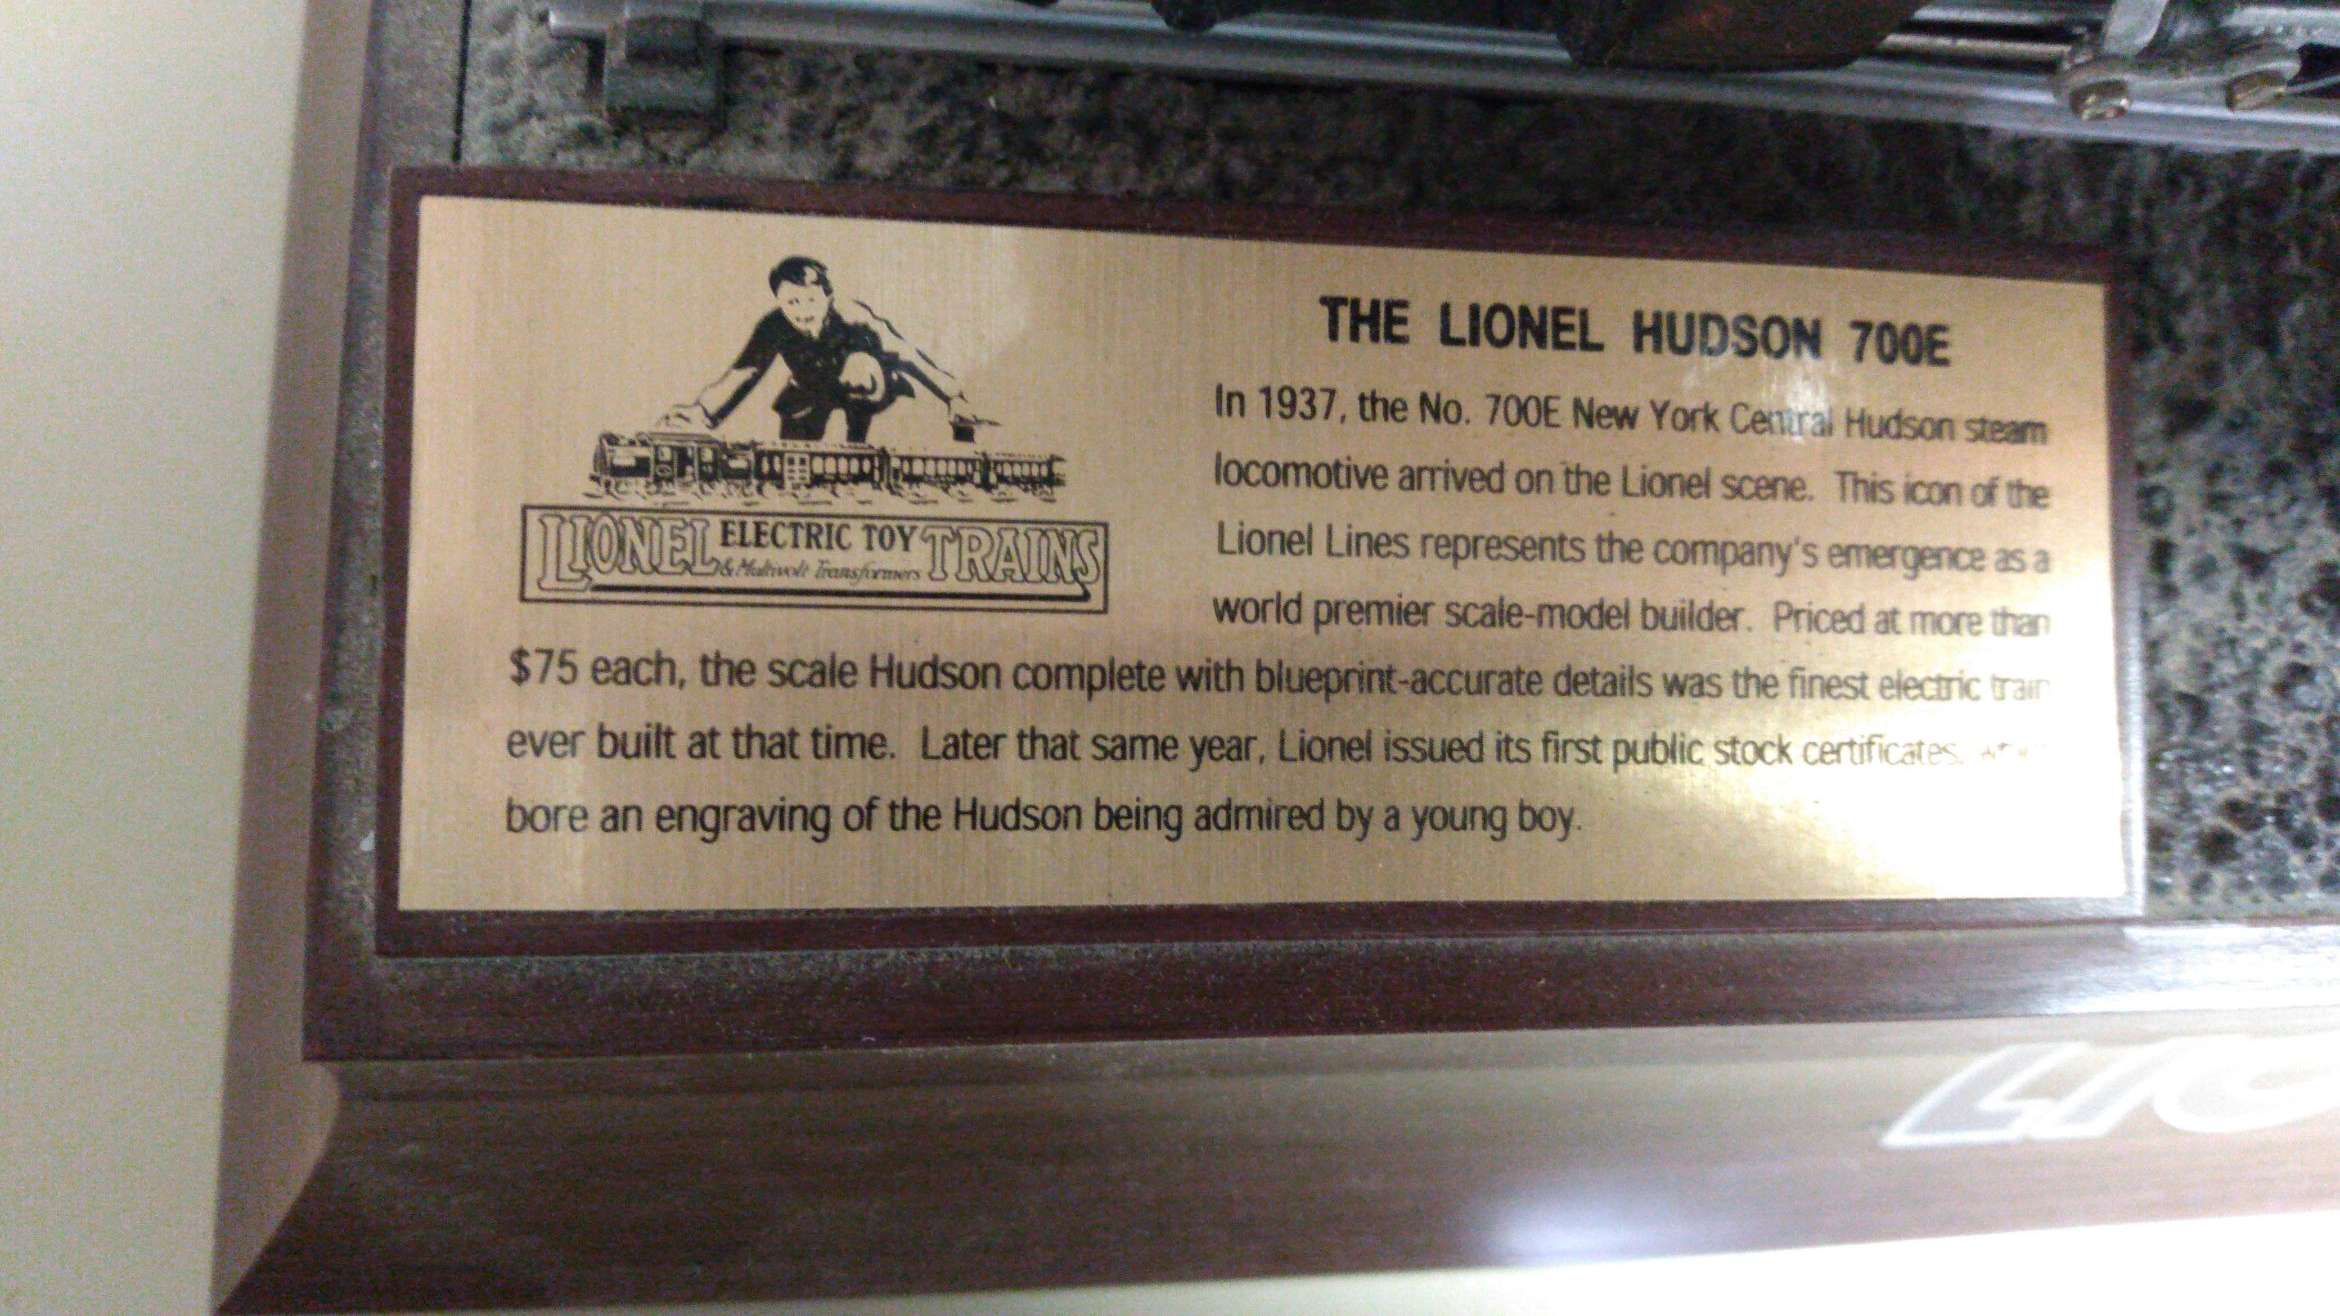 THE LIONEL HUDSON 700E
In 1937, the No. 700E New York Central Hudson steam
locomotive arrived on the Lionel scene. This icon of the
Lionel Lines represents the company's emergence as a
world premier scale-model builder. Priced at more than
$75 each, the scale Hudson complete with blueprint-accurate details was the finest electric train
ever built at that time. Later that same year, Lionel issued its first public stock certificates,
bore an engraving of the Hudson being admired by a young boy.
LIONEL ELECTRIC TOY TRAINS
& Multivolt Transformers